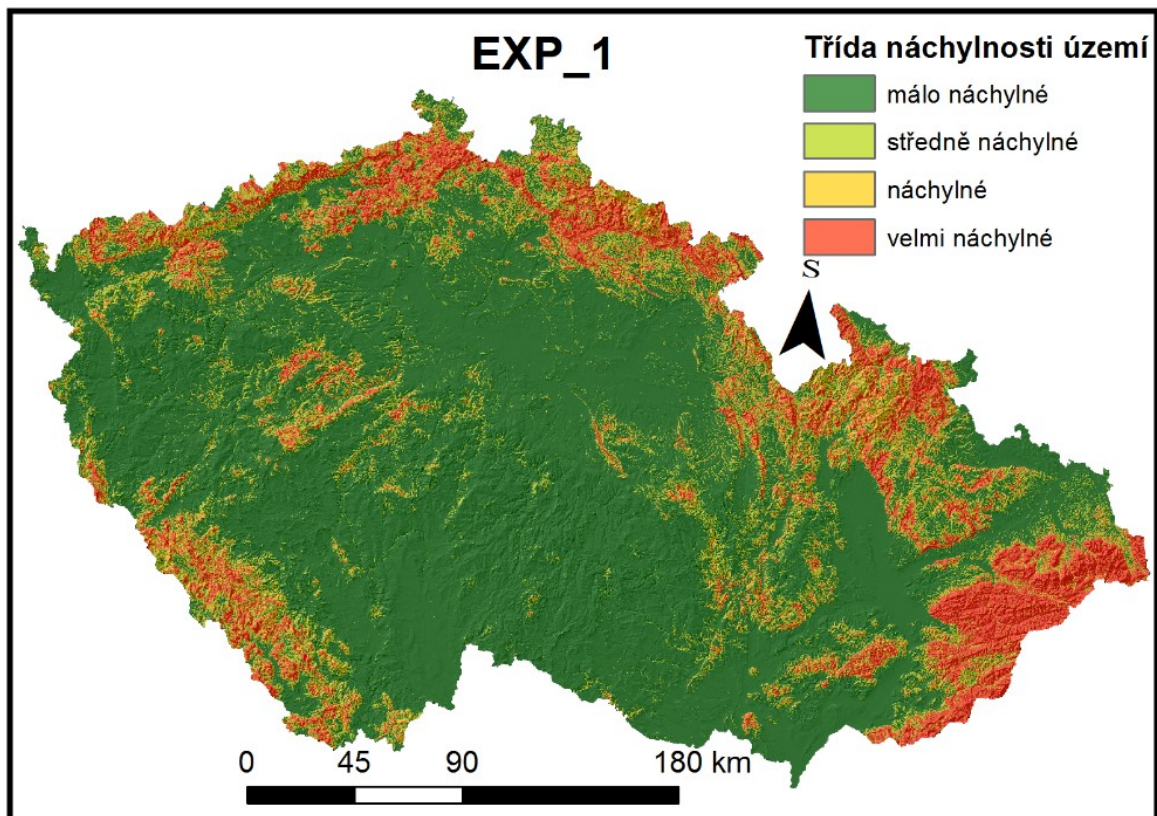 EXP_1
Třída náchylnosti území
málo náchylné
středně náchylné
náchylné
velmi náchylné
S
0 45 90 180 km